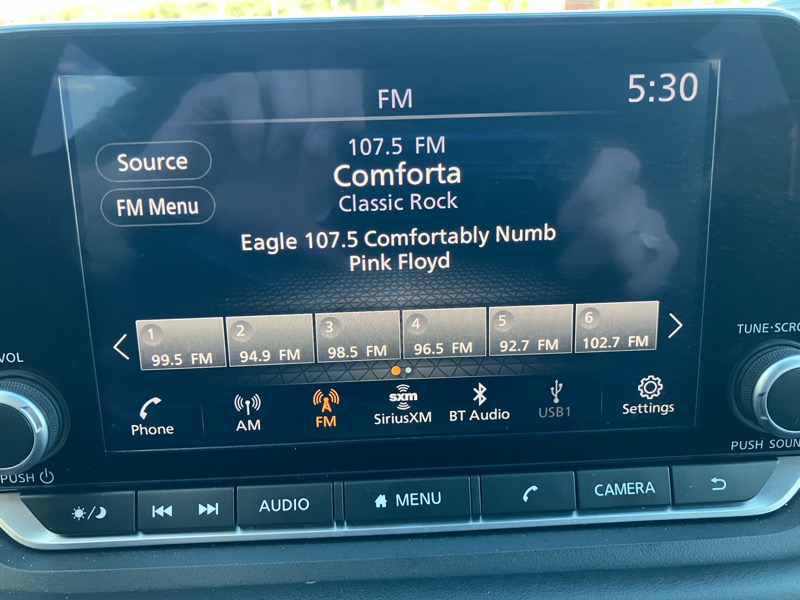 FM
5:30
107.5 FM
Source
Comforta
FM Menu
Classic Rock
Eagle 107.5 Comfortably Numb
Pink Floyd
1
99.5 FM
2
94.9 FM
3
98.5 FM
4
96.5 FM
5
92.7 FM
6
102.7 FM
Phone
AM
FM
sxm
SiriusXM
BT Audio
USB1
Settings
VOL
PUSH
TUNE·SCRO
PUSH SOUN
AUDIO
MENU
CAMERA